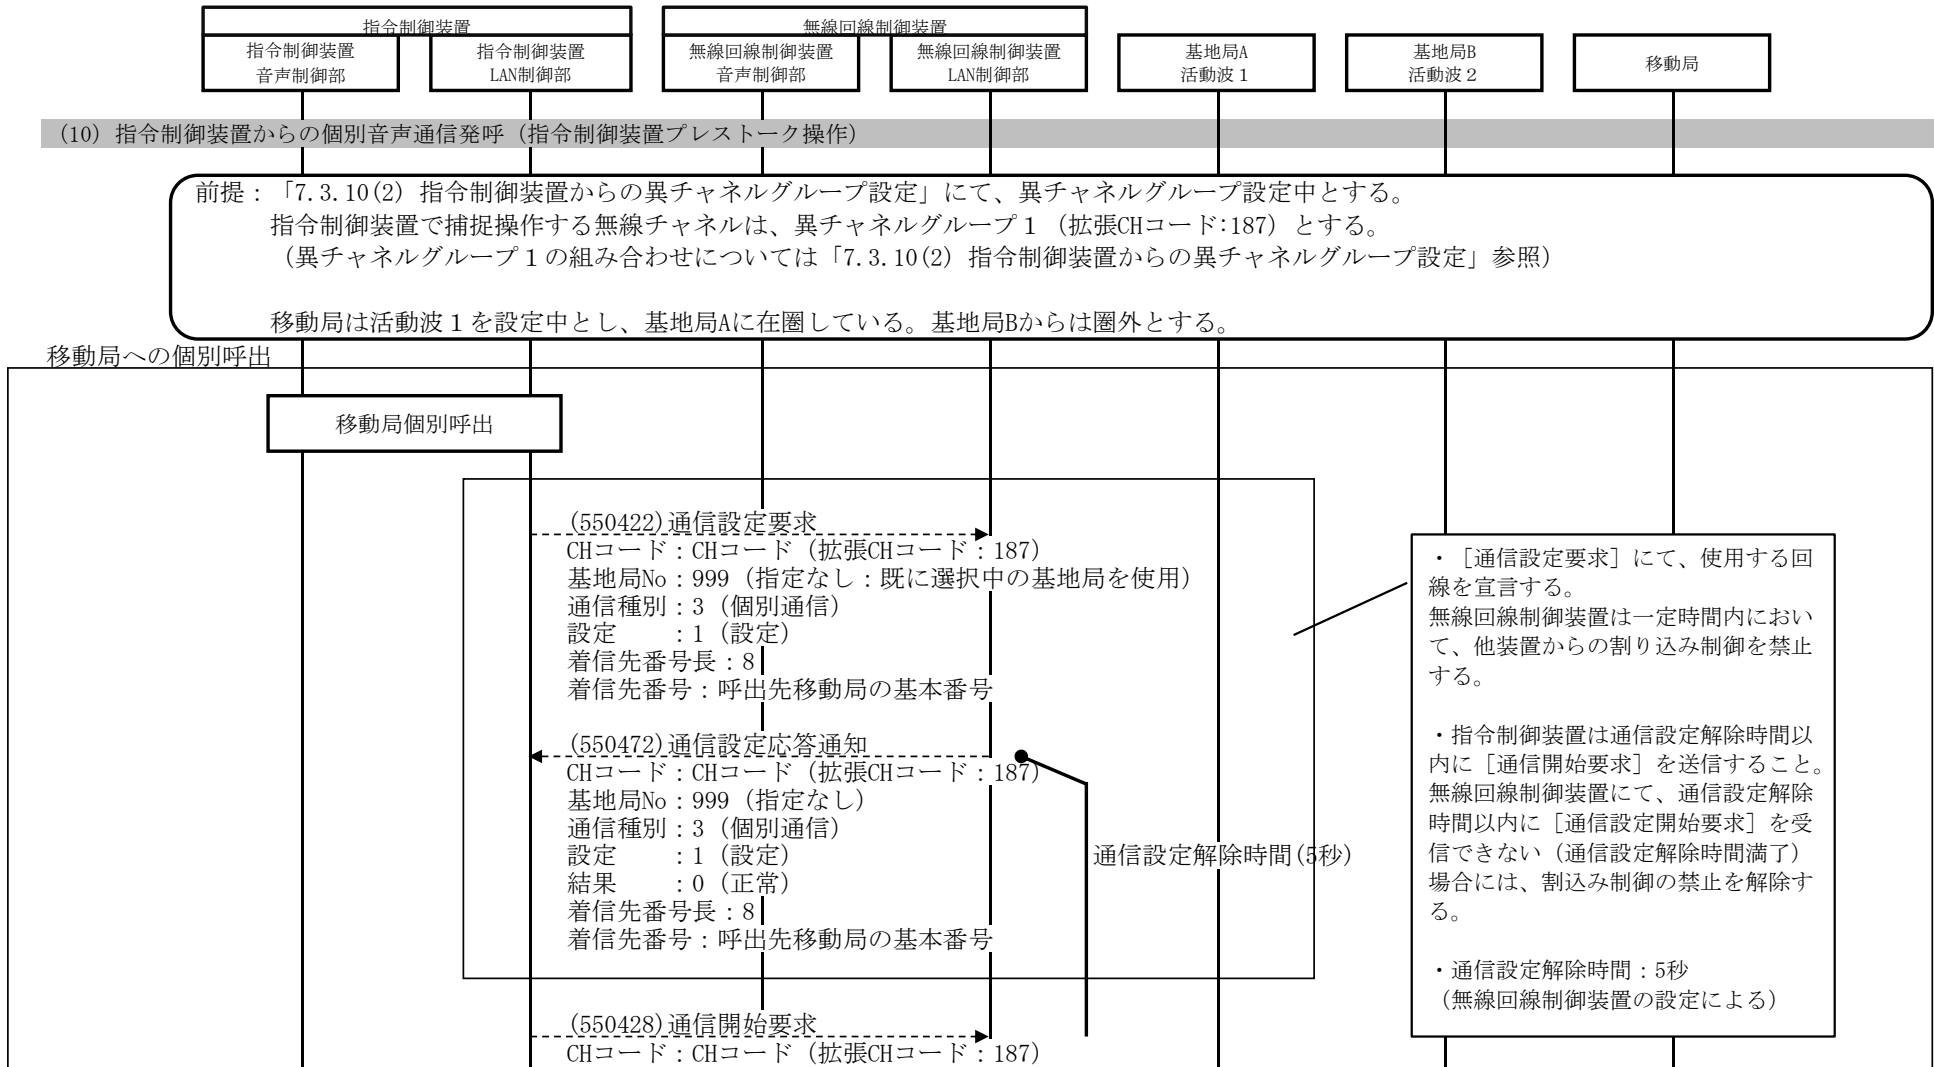 指令制御装置
無線回線制御装置
指令制御装置
音声制御部
指令制御装置
LAN制御部
無線回線制御装置
音声制御部
無線回線制御装置
LAN制御部
基地局A
活動波１
基地局B
活動波２
移動局
(10) 指令制御装置からの個別音声通信発呼（指令制御装置プレストーク操作）
前提：「7.3.10(2) 指令制御装置からの異チャネルグループ設定」にて、異チャネルグループ設定中とする。
指令制御装置で捕捉操作する無線チャネルは、異チャネルグループ１（拡張CHコード:187）とする。
（異チャネルグループ１の組み合わせについては「7.3.10(2) 指令制御装置からの異チャネルグループ設定」参照）
移動局は活動波１を設定中とし、基地局Aに在圏している。基地局Bからは圏外とする。
移動局への個別呼出
移動局個別呼出
(550422)通信設定要求
CHコード：CHコード（拡張CHコード：187）
基地局No：999（指定なし：既に選択中の基地局を使用）
通信種別：3（個別通信）
設定　　：1（設定）
着信先番号長：8
着信先番号：呼出先移動局の基本番号
(550472)通信設定応答通知
CHコード：CHコード（拡張CHコード：187）
基地局No：999（指定なし）
通信種別：3（個別通信）
設定　　：1（設定）
結果　　：0（正常）
着信先番号長：8
着信先番号：呼出先移動局の基本番号
通信設定解除時間(5秒)
(550428)通信開始要求
CHコード：CHコード（拡張CHコード：187）
・［通信設定要求］にて、使用する回
線を宣言する。
無線回線制御装置は一定時間内におい
て、他装置からの割り込み制御を禁止
する。
・指令制御装置は通信設定解除時間以
内に［通信開始要求］を送信すること。
無線回線制御装置にて、通信設定解除
時間以内に［通信設定開始要求］を受
信できない（通信設定解除時間満了）
場合には、割込み制御の禁止を解除す
る。
・通信設定解除時間：5秒
（無線回線制御装置の設定による）